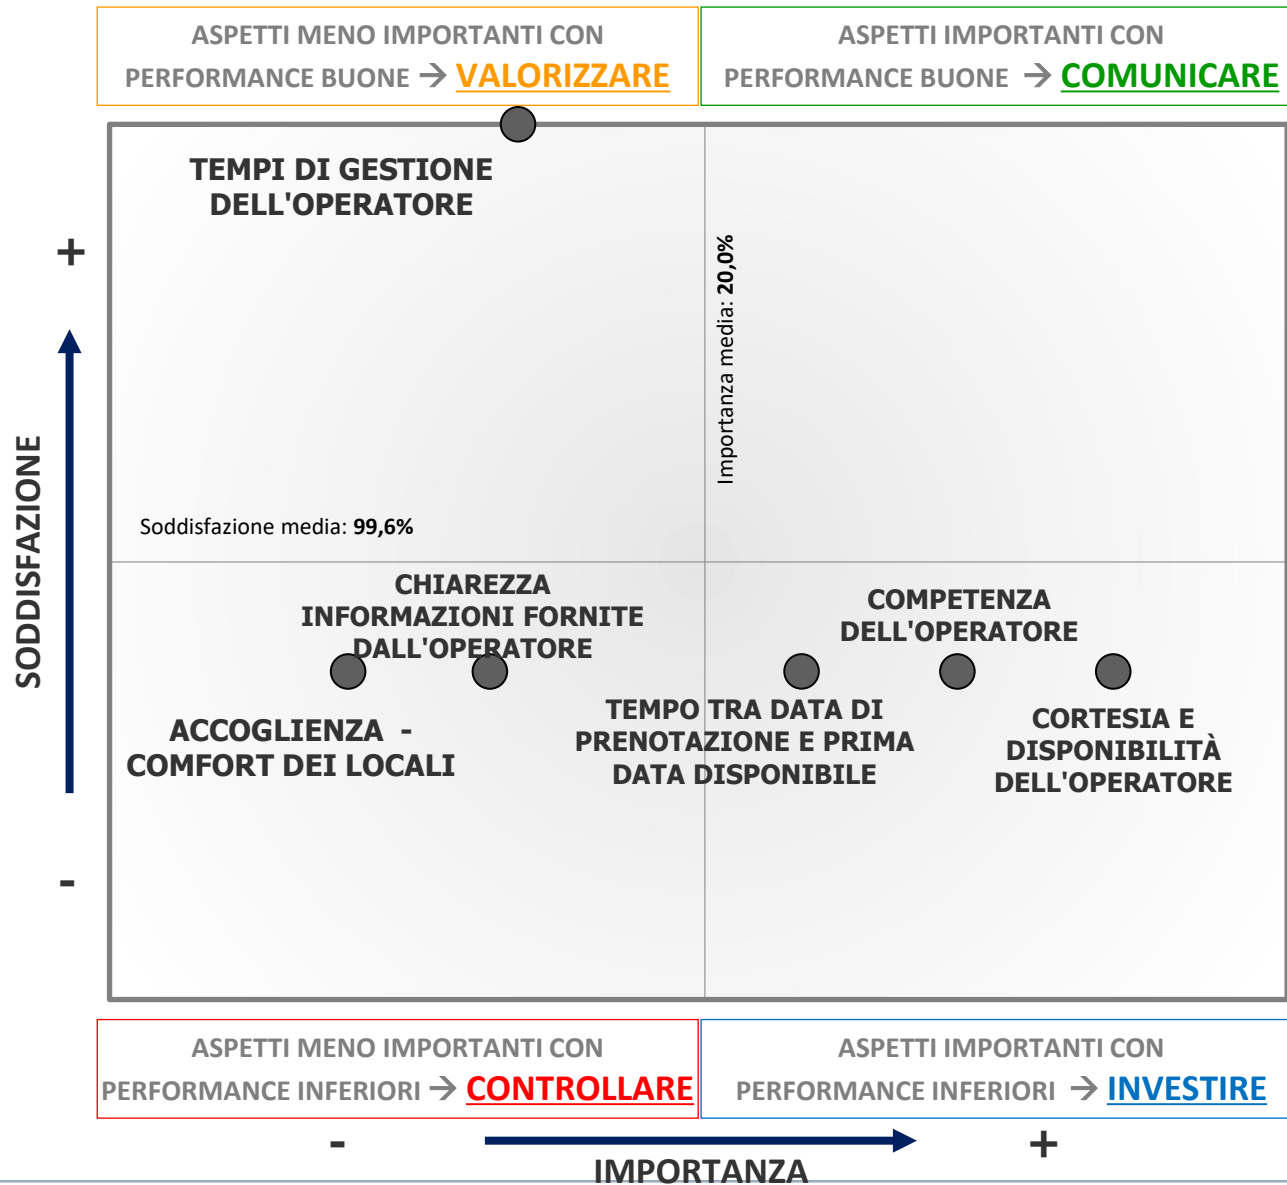 ASPETTI MENO IMPORTANTI CON
PERFORMANCE BUONE → VALORIZZARE
ASPETTI IMPORTANTI CON
PERFORMANCE BUONE → COMUNICARE
TEMPI DI GESTIONE
DELL'OPERATORE
+
Importanza media: 20,0%
SODDISFAZIONE
Soddisfazione media: 99,6%
CHIAREZZA
INFORMAZIONI FORNITE
DALL'OPERATORE
COMPETENZA
DELL'OPERATORE
ACCOGLIENZA -
COMFORT DEI LOCALI
TEMPO TRA DATA DI
PRENOTAZIONE E PRIMA
DATA DISPONIBILE
CORTESIA E
DISPONIBILITÀ
DELL'OPERATORE
-
ASPETTI MENO IMPORTANTI CON
PERFORMANCE INFERIORI → CONTROLLARE
ASPETTI IMPORTANTI CON
PERFORMANCE INFERIORI → INVESTIRE
-
+
IMPORTANZA